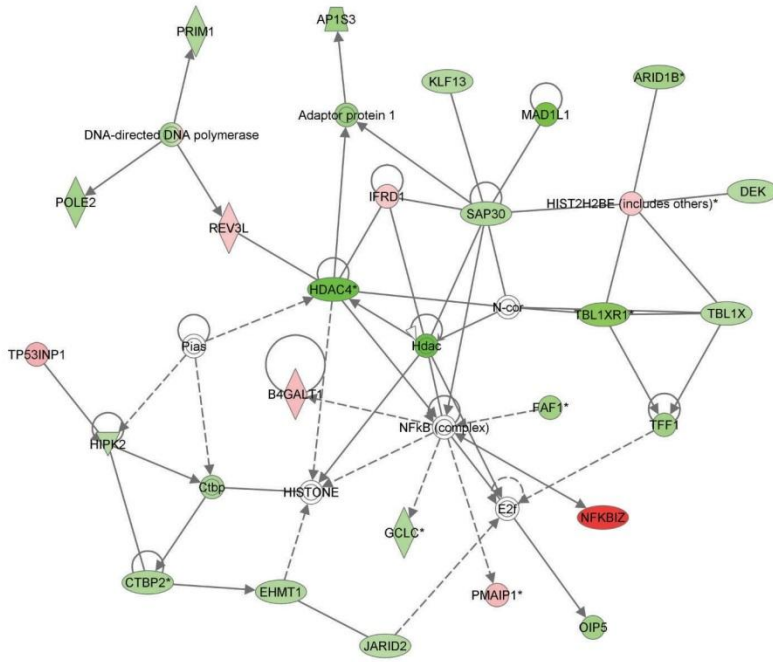 AP1S3
PRIM1
KLF13
ARID1B*
Adaptor protein 1
MAD1L1
DNA-directed DNA polymerase
DEK
IFRD1
HIST2H2BE (includes others)*
POLE2
SAP30
REV3L
HDAC4*
N-cor
TBL1XR1*
TBL1X
Pias
Hdac
TP53INP1
B4GALT1
FAF1*
NFkB (complex)
TFF1
HIPK2
Ctbp
HISTONE
E2f
NFKBIZ
GCLC*
CTBP2*
EHMT1
PMAIP1*
OIP5
JARID2